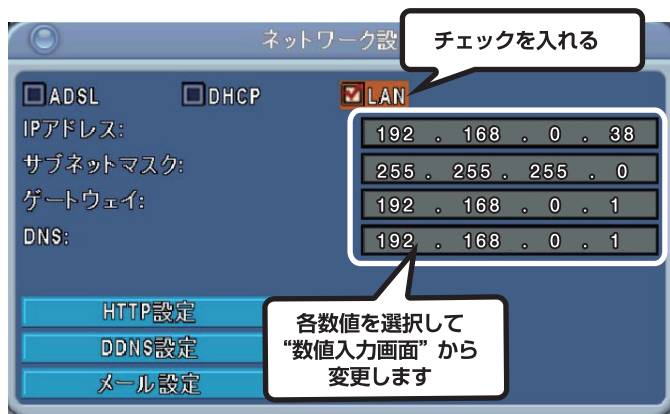 ネットワーク設
チェックを入れる
ADSL DHCP LAN
IPアドレス: 192 . 168 . 0 . 38
サブネットマスク: 255 . 255 . 255 . 0
ゲートウェイ: 192 . 168 . 0 . 1
DNS: 192 . 168 . 0 . 1
HTTP設定
DDNS設定
メール設定
各数値を選択して
“数値入力画面”から
変更します